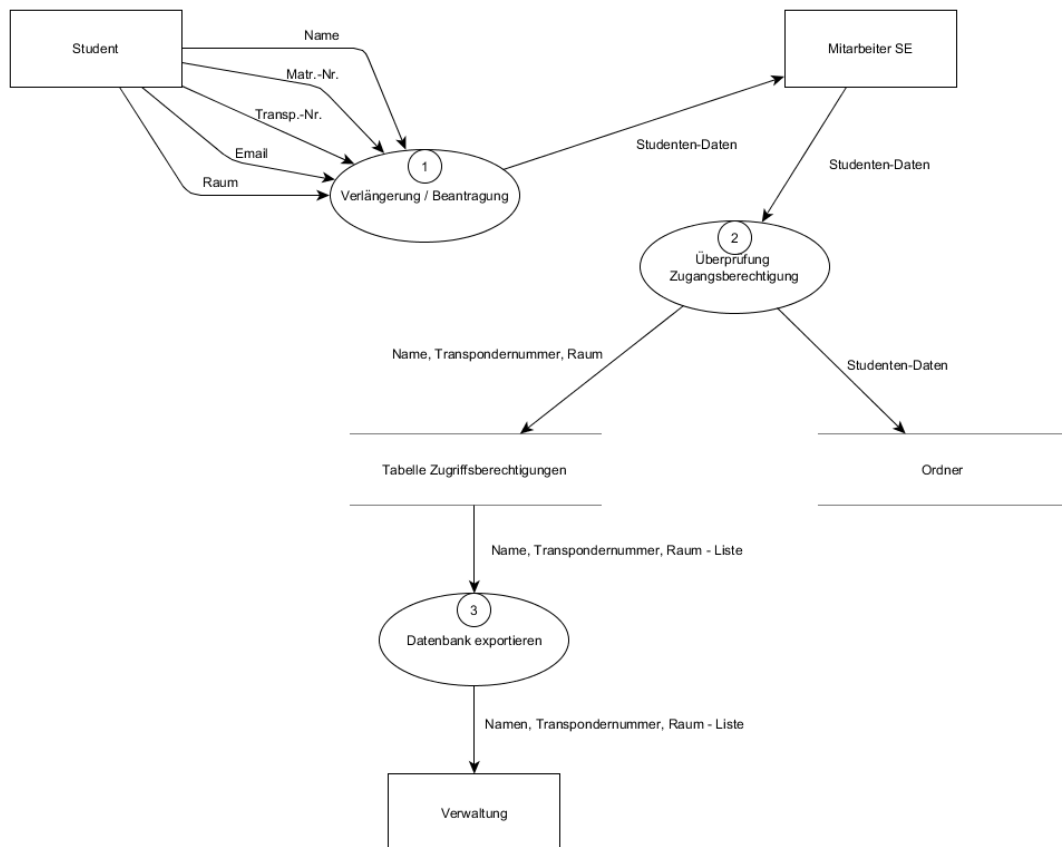 Student
Name
Mitarbeiter SE
Matr.-Nr.
Transp.-Nr.
Email
Raum
1
Verlängerung / Beantragung
Studenten-Daten
Studenten-Daten
2
Überprüfung
Zugangsberechtigung
Name, Transpondernummer, Raum
Studenten-Daten
Tabelle Zugriffsberechtigungen
Ordner
Name, Transpondernummer, Raum - Liste
3
Datenbank exportieren
Namen, Transpondernummer, Raum - Liste
Verwaltung